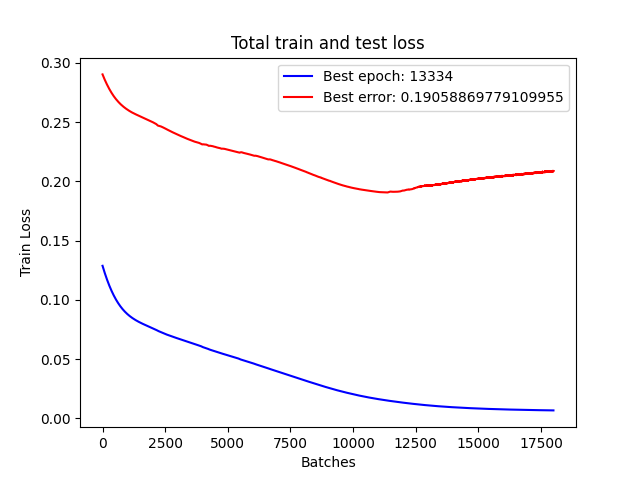 Total train and test loss
Best epoch: 13334
Best error: 0.19058869779109955
0.30
0.25
0.20
0.15
0.10
0.05
0.00
Train Loss
0 2500 5000 7500 10000 12500 15000 17500
Batches